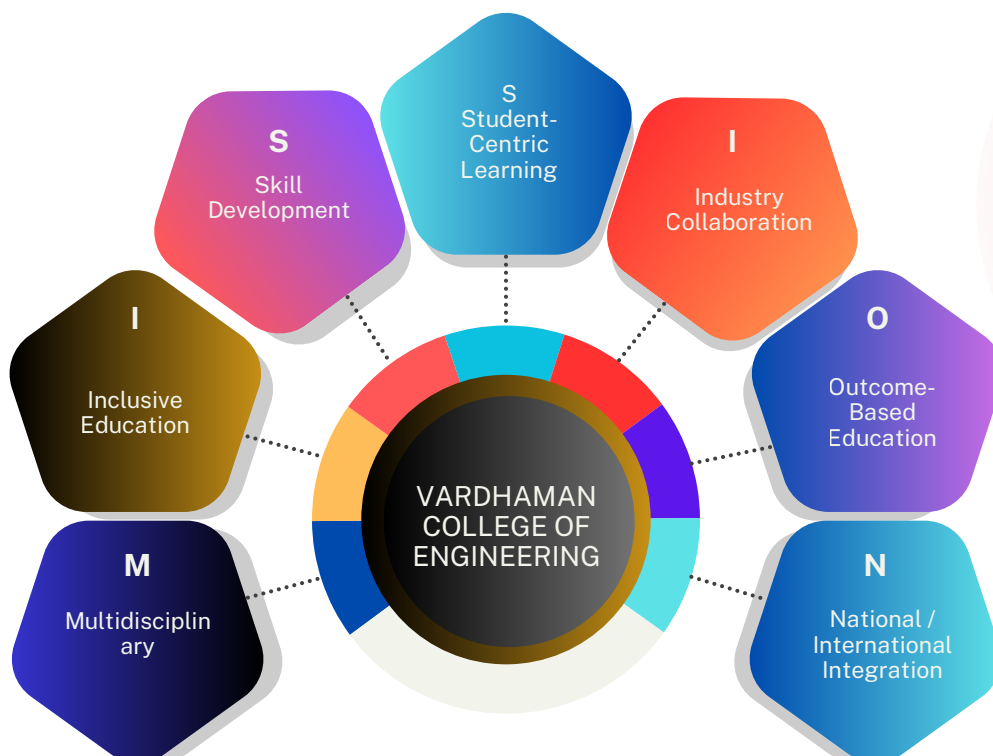 M
Multidisciplin
ary
I
Inclusive
Education
S
Skill
Development
S
Student-
Centric
Learning
I
Industry
Collaboration
O
Outcome-
Based
Education
N
National /
International
Integration
VARDHAMAN
COLLEGE OF
ENGINEERING